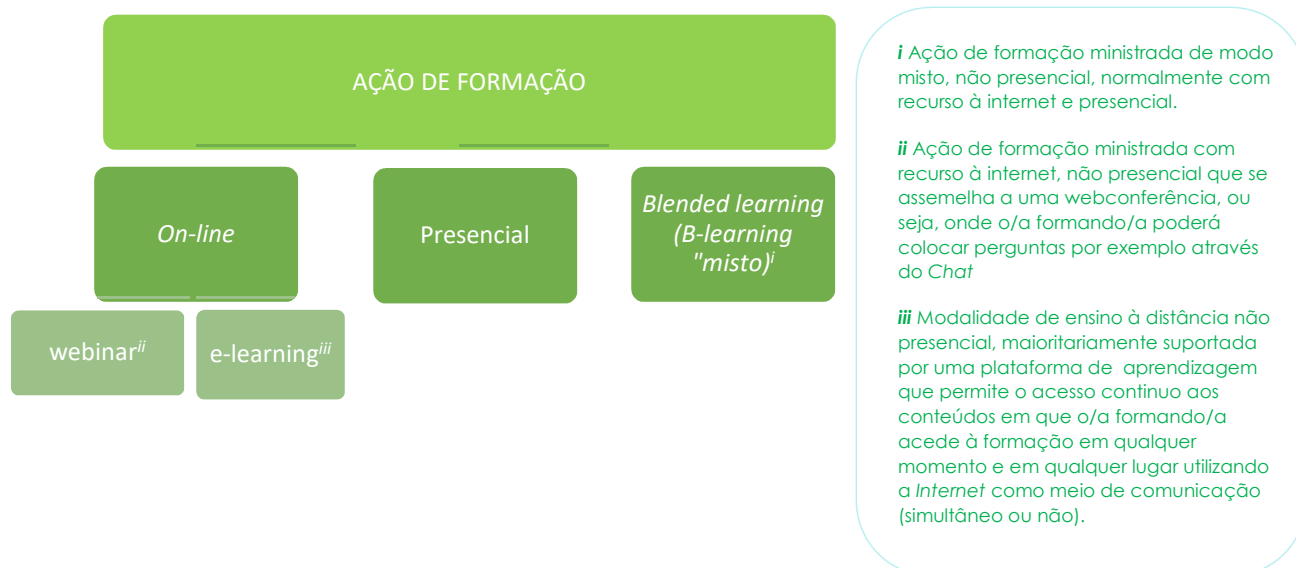 AÇÃO DE FORMAÇÃO
On-line
Presencial
Blended learning
(B-learning
"misto)i
webinarii
e-learningiii
i Ação de formação ministrada de modo
misto, não presencial, normalmente com
recurso à internet e presencial.
ii Ação de formação ministrada com
recurso à internet, não presencial que se
assemelha a uma webconferência, ou
seja, onde o/a formando/a poderá
colocar perguntas por exemplo através
do Chat
iii Modalidade de ensino à distância não
presencial, maioritariamente suportada
por uma plataforma de aprendizagem
que permite o acesso continuo aos
conteúdos em que o/a formando/a
acede à formação em qualquer
momento e em qualquer lugar utilizando
a Internet como meio de comunicação
(simultâneo ou não).